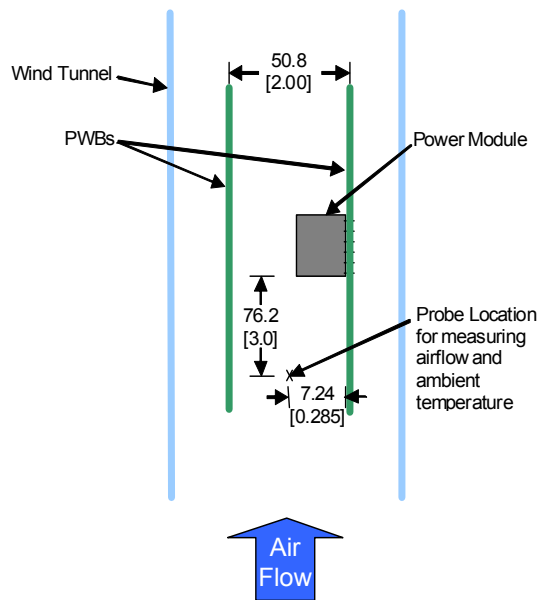 50.8
[2.00]
Wind Tunnel
PWBs
Power Module
76.2
[3.0]
Probe Location
for measuring
airflow and
ambient
temperature
x
7.24
[0.285]
Air
Flow